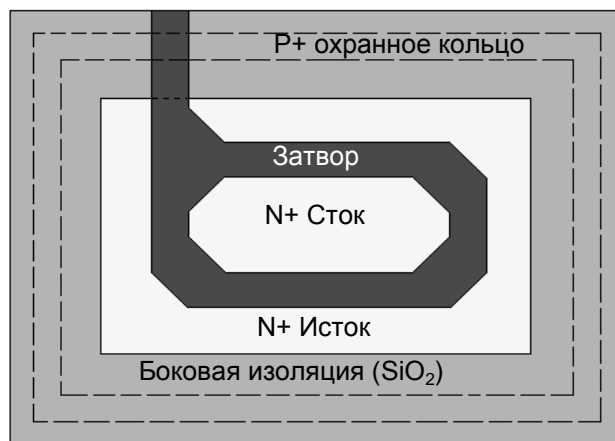 P+ охранное кольцо
Затвор
N+ Сток
N+ Исток
Боковая изоляция (SiO₂)